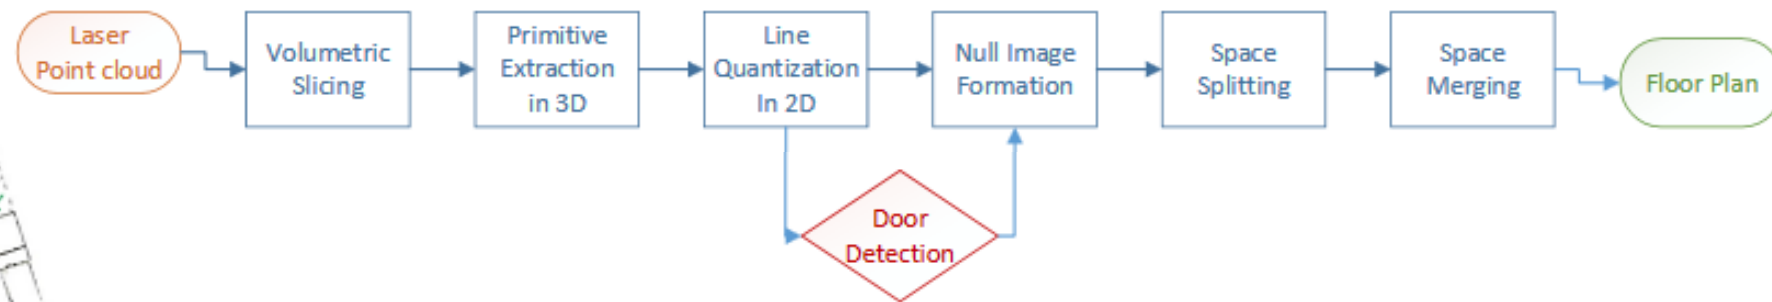 Laser
Point cloud
Volumetric
Slicing
Primitive
Extraction
in 3D
Line
Quantization
In 2D
Null Image
Formation
Space
Splitting
Space
Merging
Floor Plan
Door
Detection